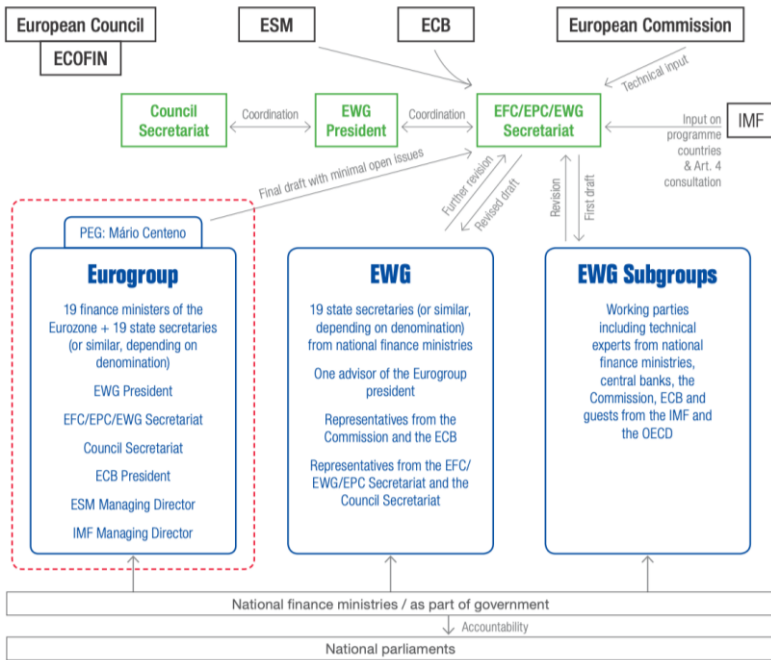 European Council
ECOFIN
ESM
ECB
European Commission
Technical input
Council
Secretariat
Coordination
EWG
President
Coordination
EFC/EPC/EWG
Secretariat
Input on
programme
countries
& Art. 4
consultation
IMF
Final draft with minimal open issues
Further revision
Revised draft
Revision
First draft
PEG: Mário Centeno
Eurogroup
19 finance ministers of the
Eurozone + 19 state secretaries
(or similar, depending on
denomination)
EWG President
EFC/EPC/EWG Secretariat
Council Secretariat
ECB President
ESM Managing Director
IMF Managing Director
EWG
19 state secretaries (or similar,
depending on denomination)
from national finance ministries
One advisor of the Eurogroup
president
Representatives from the
Commission and the ECB
Representatives from the EFC/
EWG/EPC Secretariat and the
Council Secretariat
EWG Subgroups
Working parties
including technical
experts from national
finance ministries,
central banks, the
Commission, ECB and
guests from the IMF and
the OECD
National finance ministries / as part of government
Accountability
National parliaments